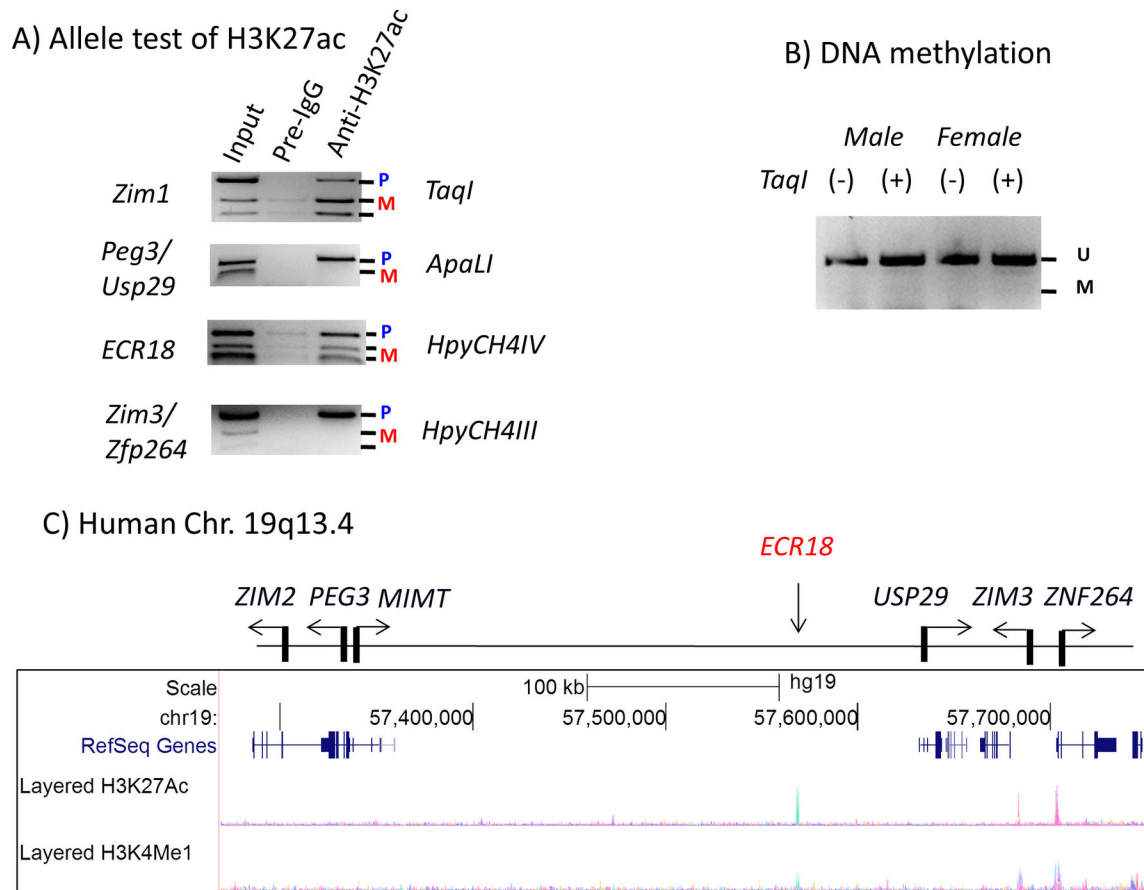 A) Allele test of H3K27ac
Input Pre-IgG Anti-H3K27ac
Zim1 P M TaqI
Peg3/
Usp29 P M ApaLI
ECR18 P M HpyCH4IV
Zim3/
Zfp264 P M HpyCH4III
B) DNA methylation
Male Female
TaqI (-) (+) (-) (+)
U
M
C) Human Chr. 19q13.4
ECR18
ZIM2 PEG3 MIMT USP29 ZIM3 ZNF264
Scale 100 kb hg19
chr19: 57,400,000 57,500,000 57,600,000 57,700,000
RefSeq Genes
Layered H3K27Ac
Layered H3K4Me1